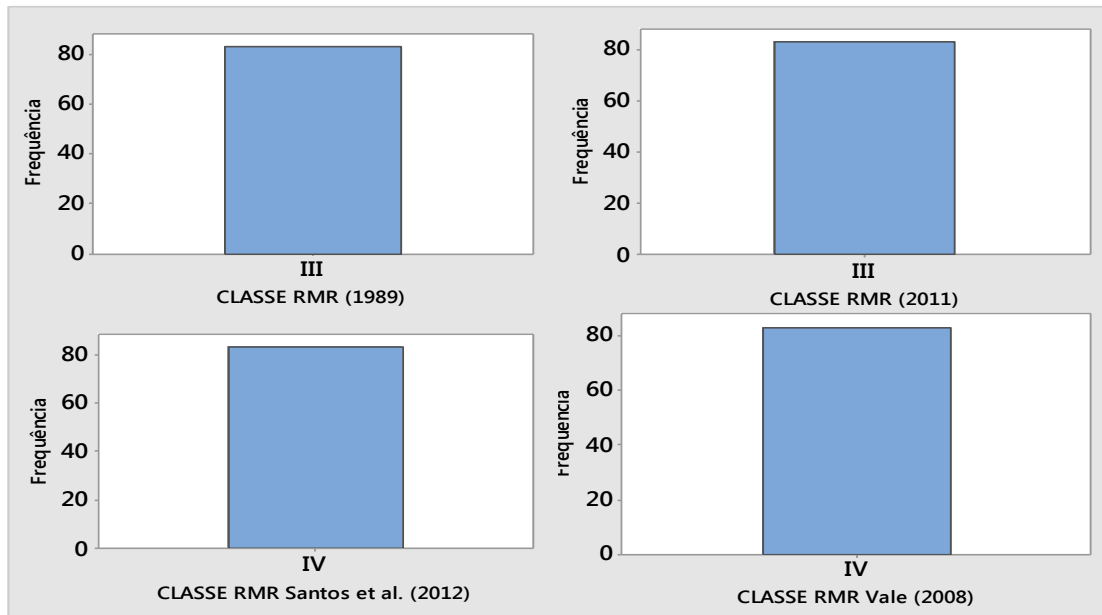 Frequência
80
60
40
20
0
III
CLASSE RMR (1989)
Frequência
80
60
40
20
0
III
CLASSE RMR (2011)
Frequência
80
60
40
20
0
IV
CLASSE RMR Santos et al. (2012)
Frequencia
80
60
40
20
0
IV
CLASSE RMR Vale (2008)